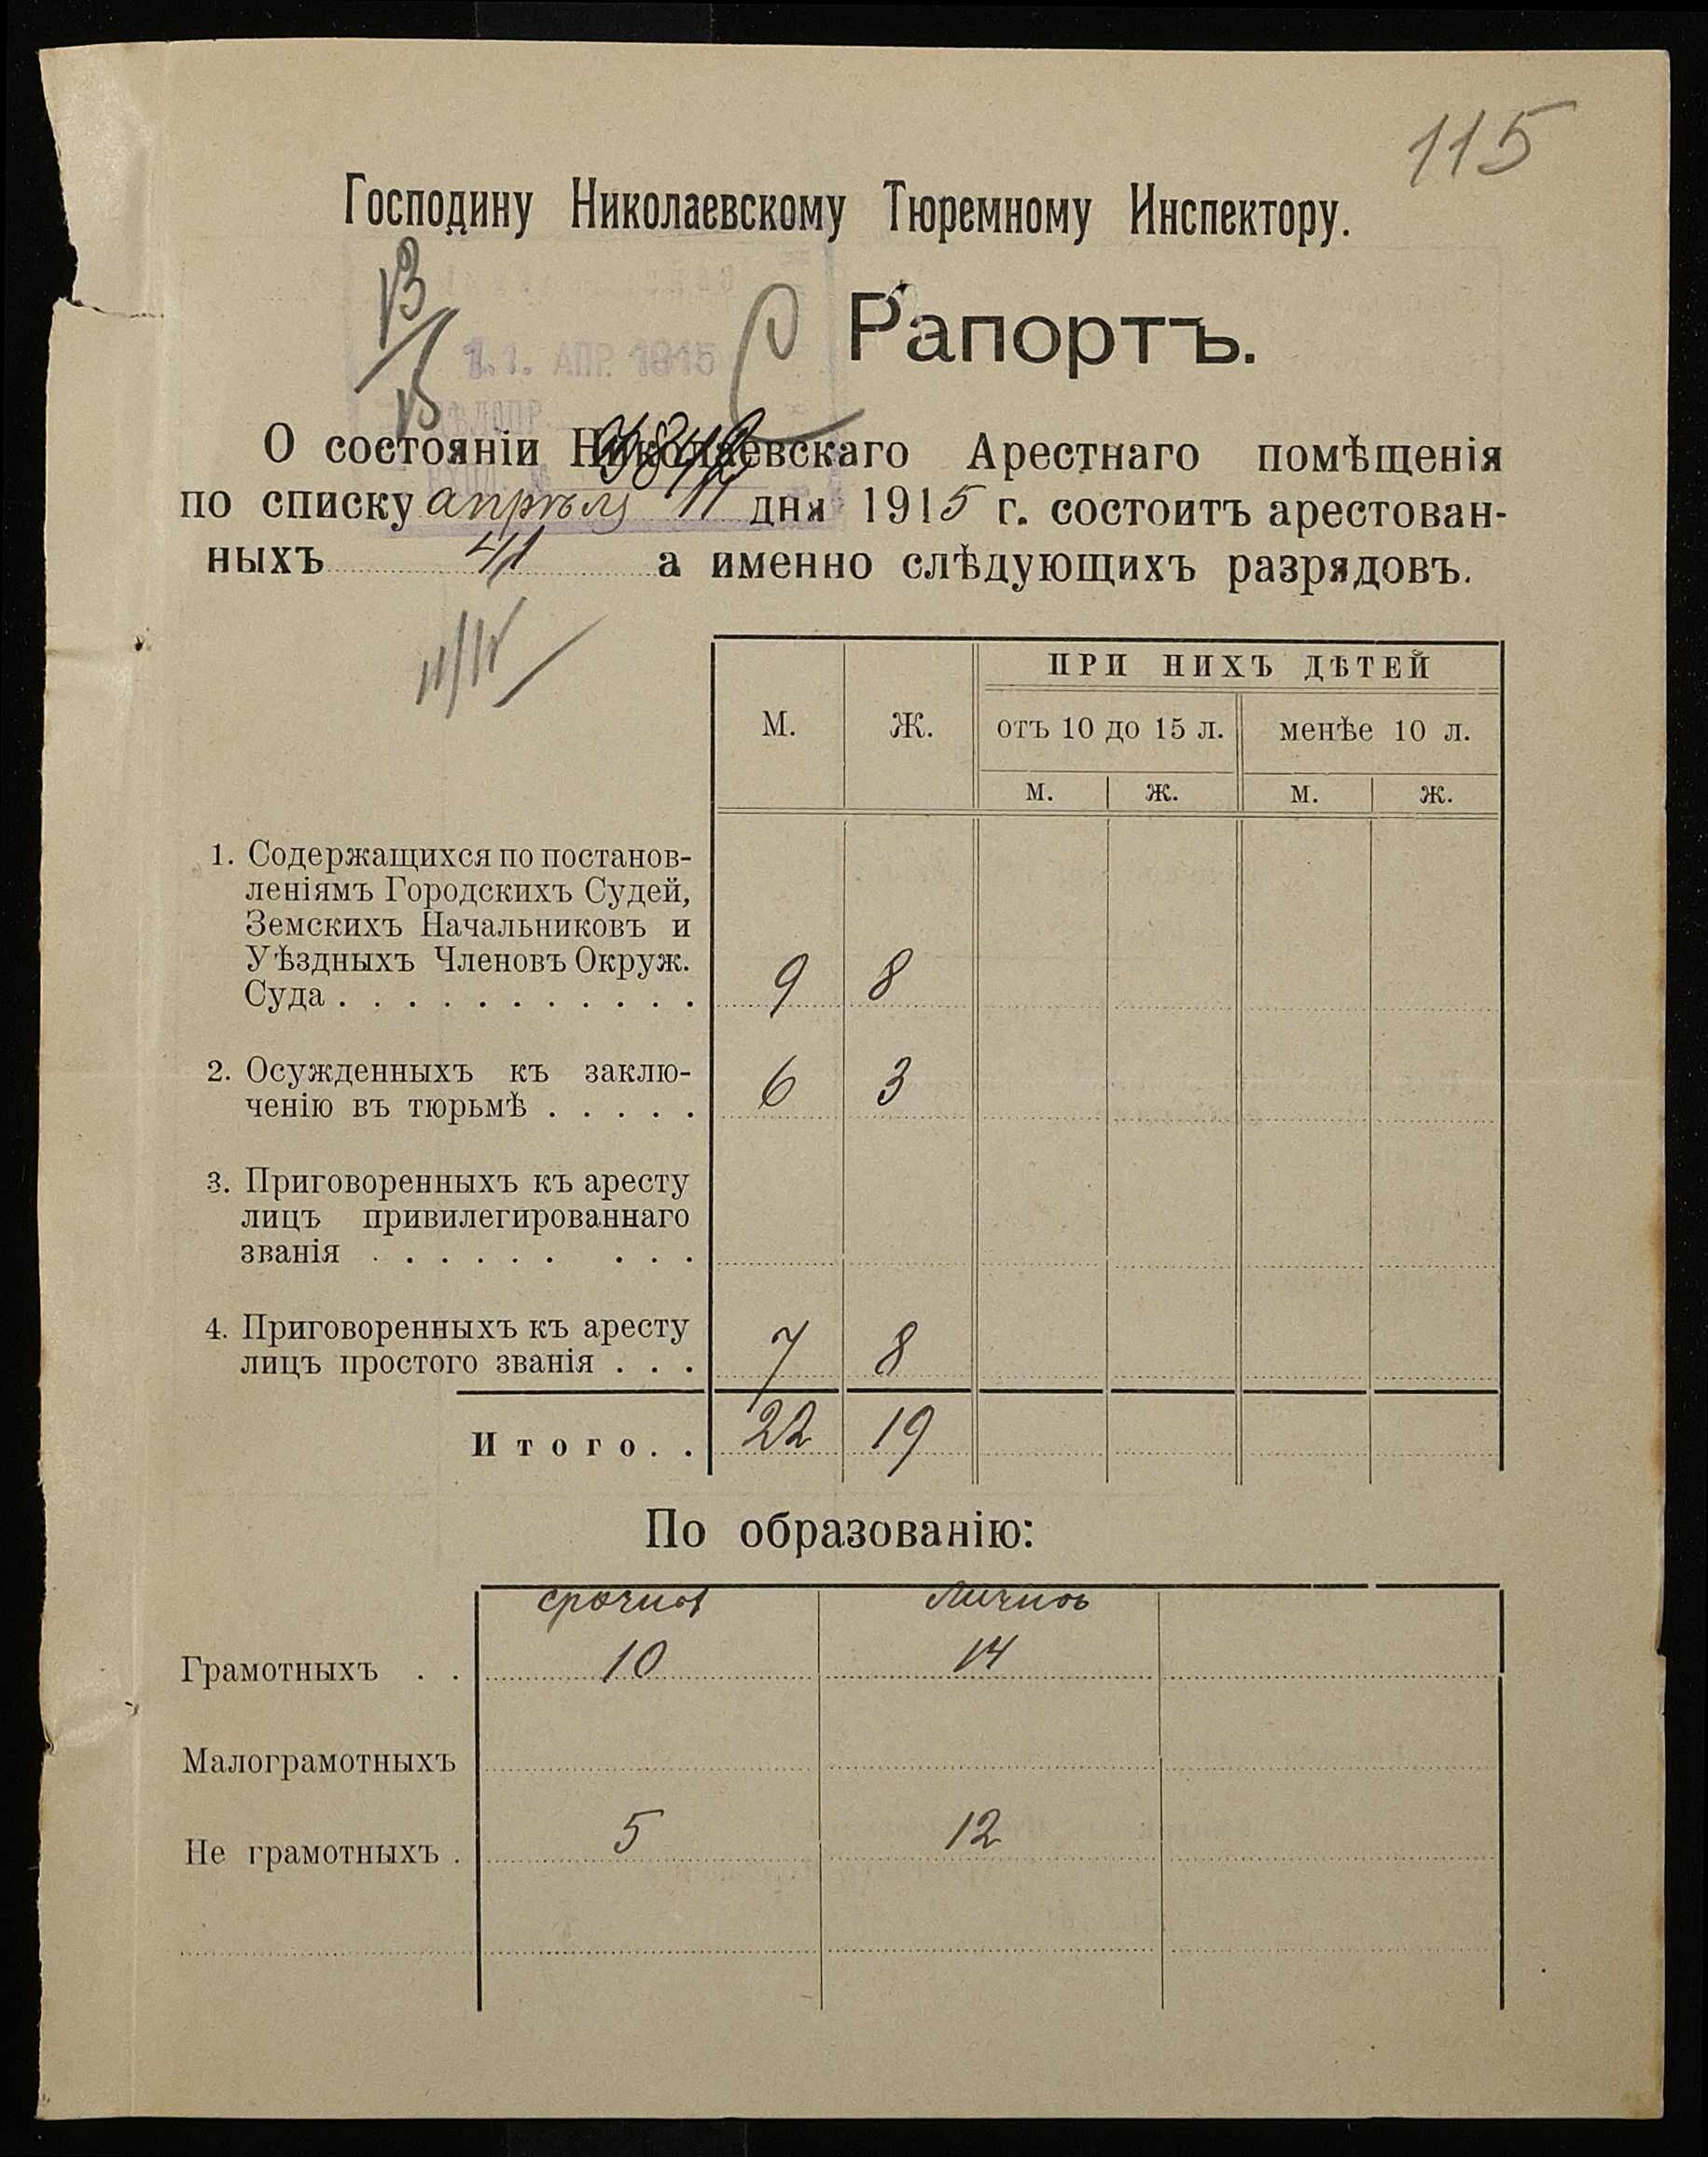 115
Господину Николаевскому Тюремному Инспектору.
Рапортъ.
11. АПР. 1915
О состояніи Николаевскаго Арестнаго помѣщенія
по списку апрѣля 11 дня 1915 г. состоитъ арестован-
ныхъ 41 а именно слѣдующихъ разрядовъ.
М. Ж. ПРИ НИХЪ ДѢТЕЙ
отъ 10 до 15 л. менѣе 10 л.
м. ж. м. ж.
1. Содержащихся по постанов-
леніямъ Городскихъ Судей,
Земскихъ Начальниковъ и
Уѣздныхъ Членовъ Окруж.
Суда . . . . . . . . . . . 9 8
2. Осужденныхъ къ заклю-
ченію въ тюрьмѣ . . . . . 6 3
3. Приговоренныхъ къ аресту
лицъ привилегированнаго
званія . . . . . . . . .
4. Приговоренныхъ къ аресту
лицъ простого званія . . . 7 8
Итого. . 22 19
По образованію:
Грамотныхъ . . 10 14
Малограмотныхъ
Не грамотныхъ . 5 12